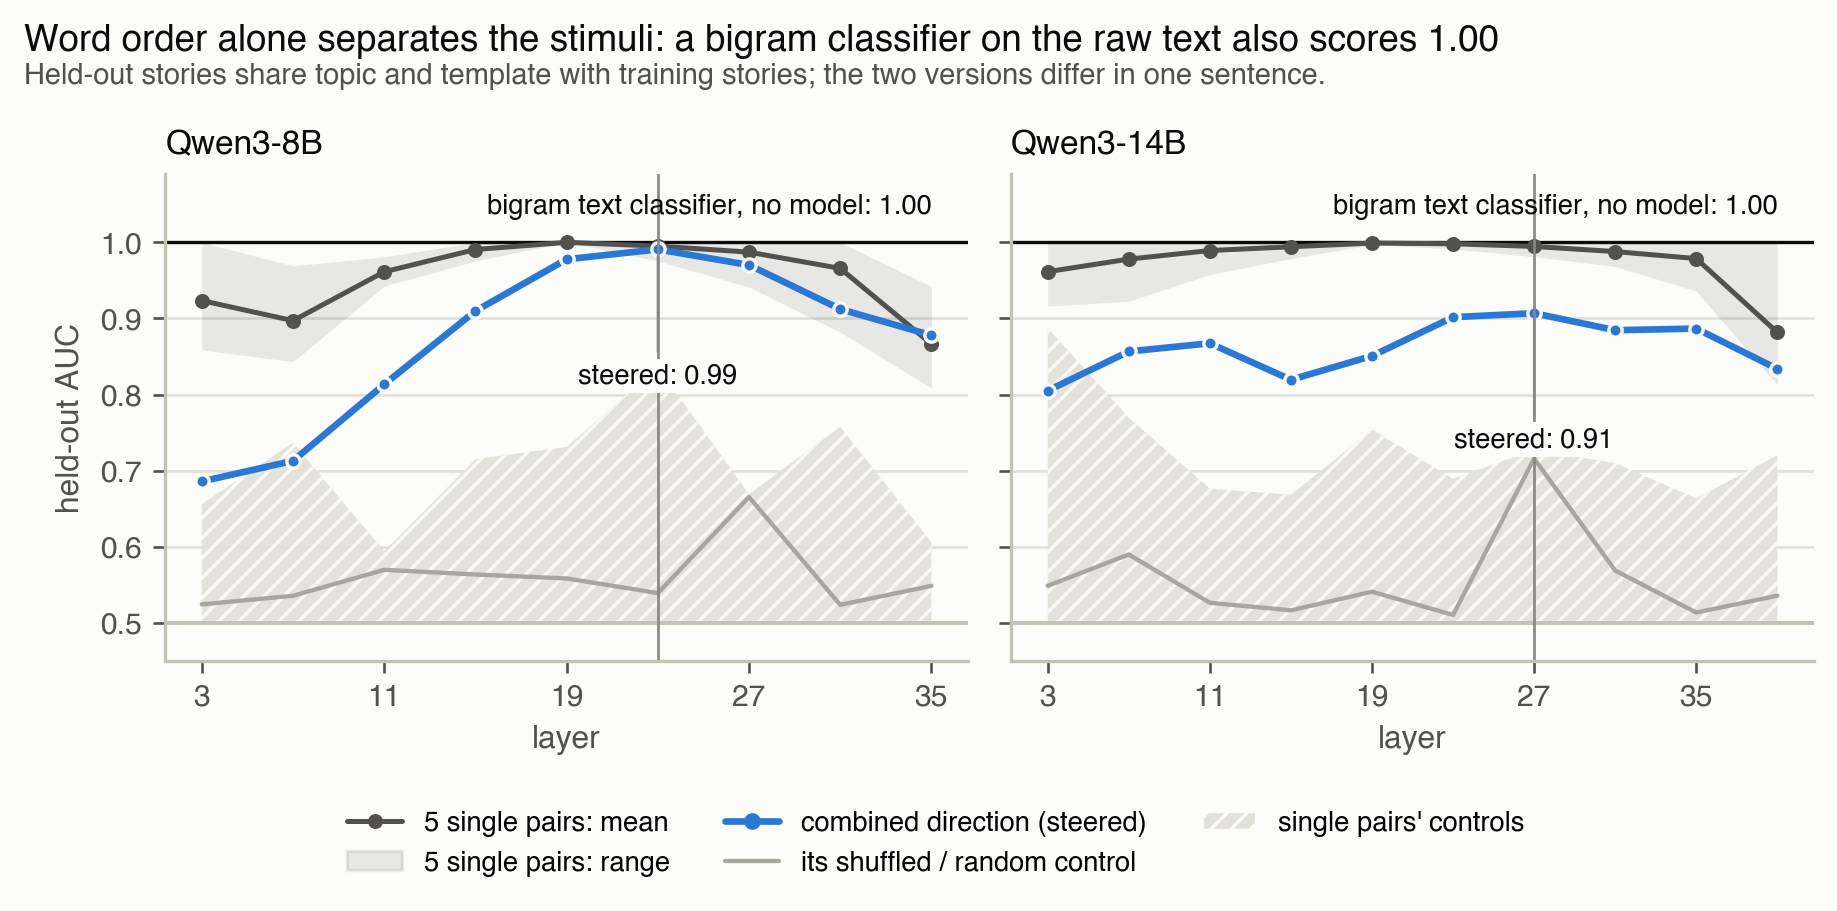 Word order alone separates the stimuli: a bigram classifier on the raw text also scores 1.00
Held-out stories share topic and template with training stories; the two versions differ in one sentence.
Qwen3-8B
bigram text classifier, no model: 1.00
steered: 0.99
held-out AUC
1.0
0.9
0.8
0.7
0.6
0.5
3 11 19 27 35
layer
Qwen3-14B
bigram text classifier, no model: 1.00
steered: 0.91
3 11 19 27 35
layer
5 single pairs: mean
5 single pairs: range
combined direction (steered)
its shuffled / random control
single pairs' controls